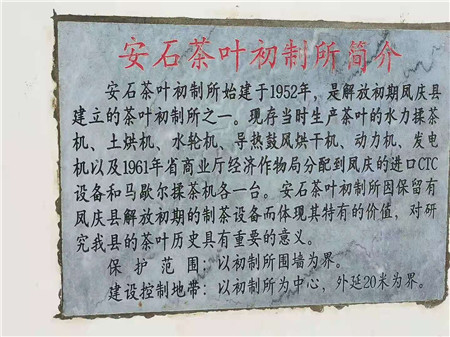 安石茶叶初制所简介
安石茶叶初制所始建于1952年，是解放初期凤庆县
建立的茶叶初制所之一。现存当时生产茶叶的水力揉茶
机、土烘机、水轮机、导热鼓风烘干机、动力机、发电
机以及1961年省商业厅经济作物局分配到凤庆的进口CTC
设备和马歇尔揉茶机各一台。安石茶叶初制所因保留有
凤庆县解放初期的制茶设备而体现其特有的价值，对研
究我县的茶叶历史具有重要的意义。
保护范围：以初制所围墙为界。
建设控制地带：以初制所为中心，外延20米为界。